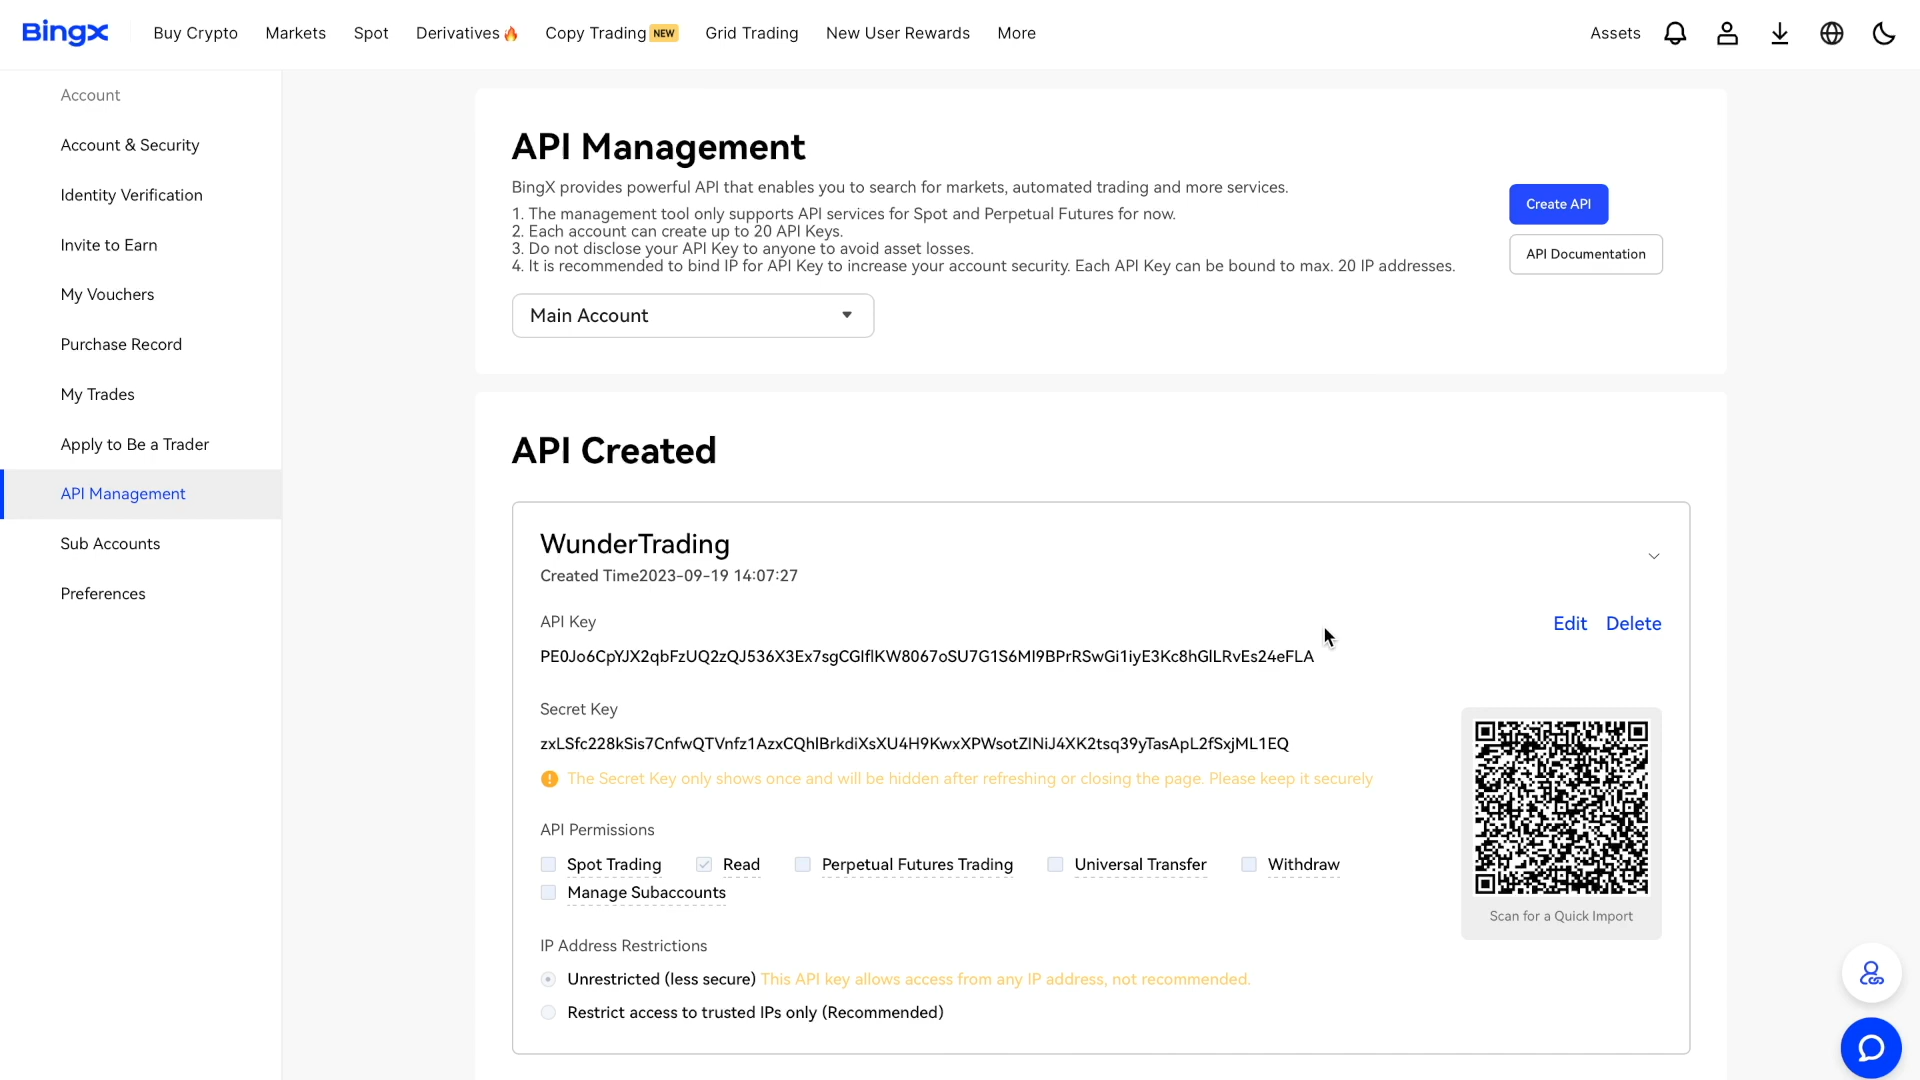 BingX
Buy Crypto Markets Spot Derivatives Copy Trading NEW Grid Trading New User Rewards More Assets
Account
Account & Security
Identity Verification
Invite to Earn
My Vouchers
Purchase Record
My Trades
Apply to Be a Trader
API Management
Sub Accounts
Preferences
API Management
BingX provides powerful API that enables you to search for markets, automated trading and more services.
1. The management tool only supports API services for Spot and Perpetual Futures for now.
2. Each account can create up to 20 API Keys.
3. Do not disclose your API Key to anyone to avoid asset losses.
4. It is recommended to bind IP for API Key to increase your account security. Each API Key can be bound to max. 20 IP addresses.
Create API
API Documentation
Main Account
API Created
WunderTrading
Created Time2023-09-19 14:07:27
API Key
Edit Delete
PE0Jo6CpYJX2qbFzUQ2zQJ536X3Ex7sgCGlflKW8067oSU7G1S6MI9BPrRSwGi1iyE3Kc8hGlLRvEs24eFLA
Secret Key
zxLSfc228kSis7CnfwQTVnfz1AzxCQhlBrkdiXsXU4H9KwxXPWsotZlNiJ4XK2tsq39yTasApL2fSxjML1EQ
The Secret Key only shows once and will be hidden after refreshing or closing the page. Please keep it securely
API Permissions
Spot Trading Read Perpetual Futures Trading Universal Transfer Withdraw
Manage Subaccounts
Scan for a Quick Import
IP Address Restrictions
Unrestricted (less secure) This API key allows access from any IP address, not recommended.
Restrict access to trusted IPs only (Recommended)